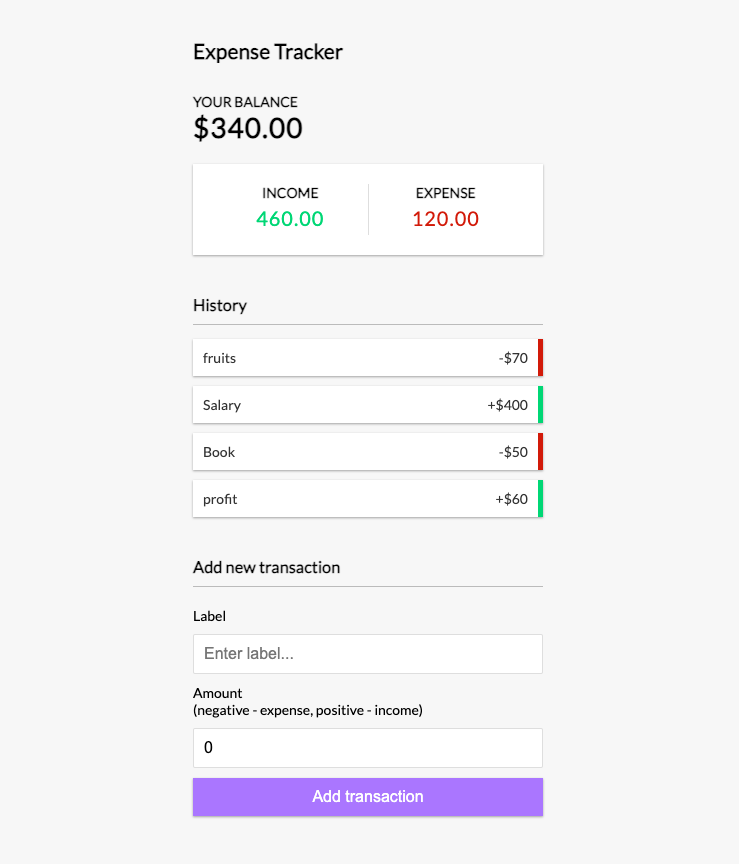 Expense Tracker
YOUR BALANCE
$340.00
INCOME EXPENSE
460.00 120.00
History
fruits -$70
Salary +$400
Book -$50
profit +$60
Add new transaction
Label
Enter label...
Amount
(negative - expense, positive - income)
0
Add transaction